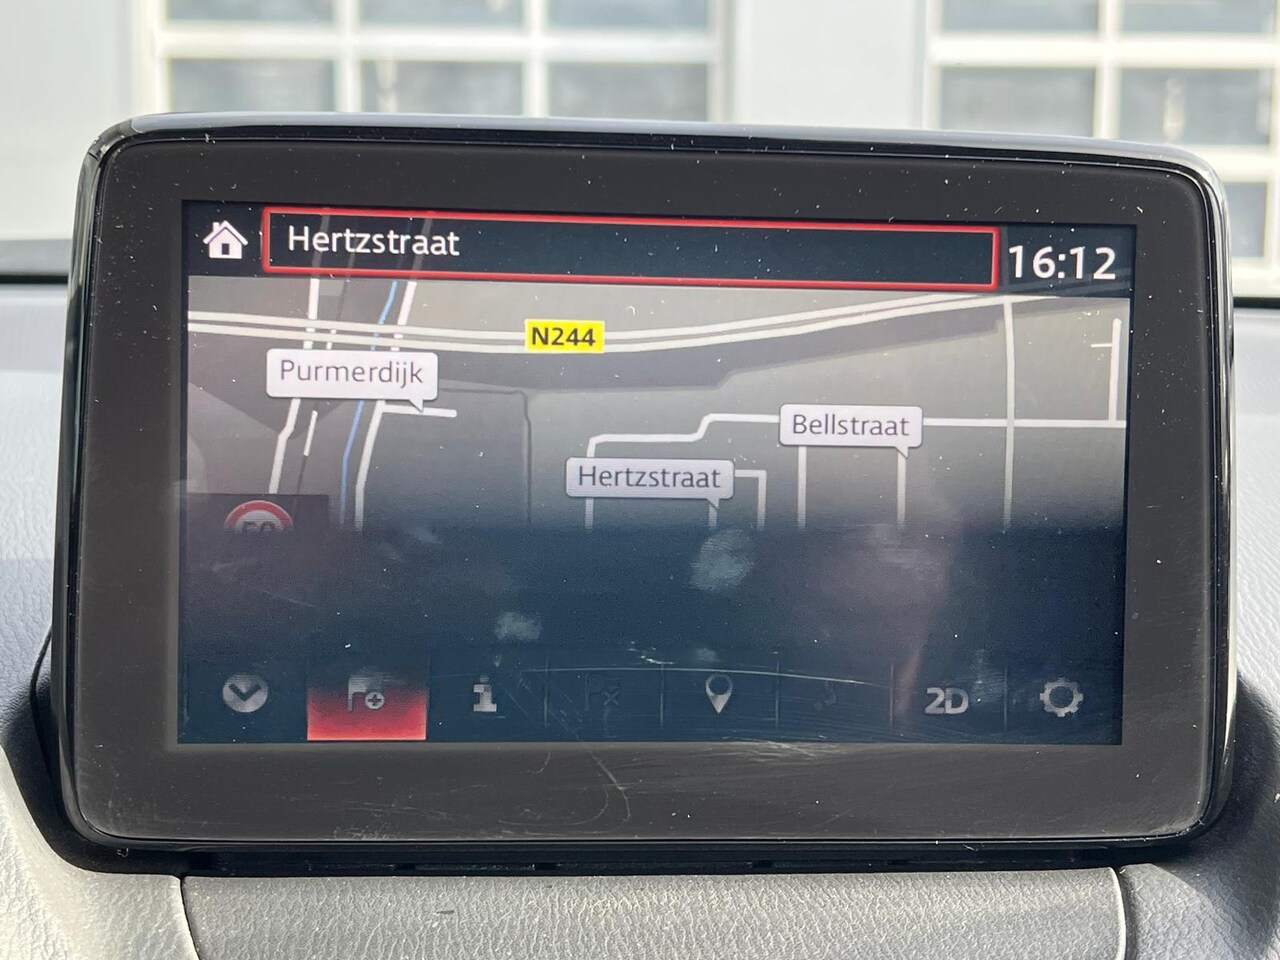 Hertzstraat
16:12
N244
Purmerdijk
Bellstraat
Hertzstraat
2D